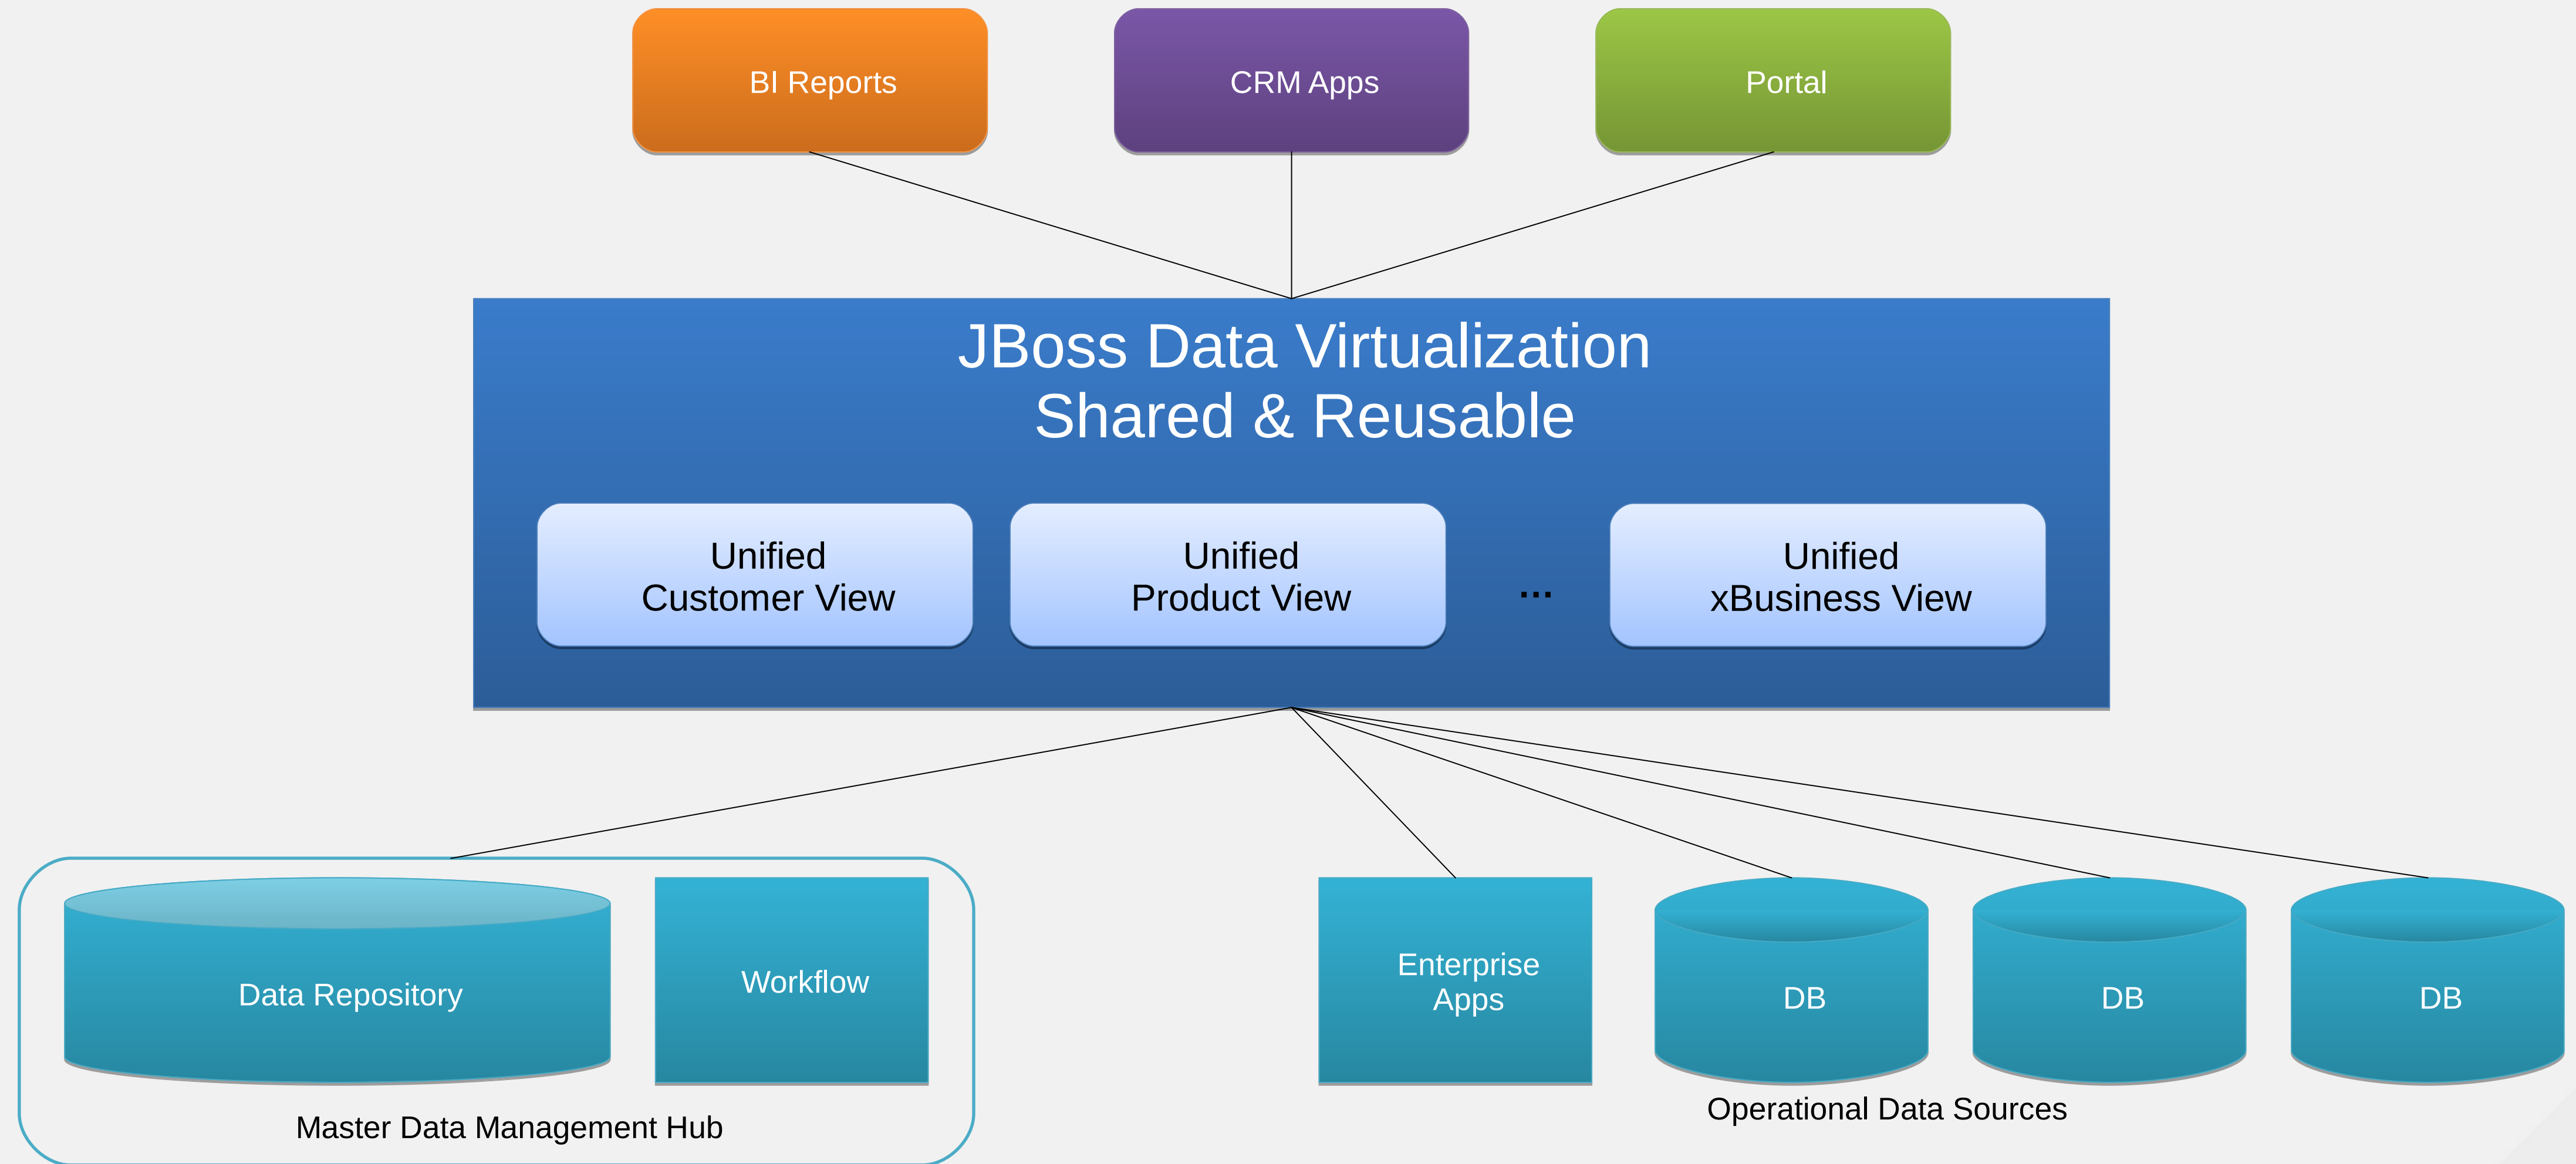 BI Reports
CRM Apps
Portal
JBoss Data Virtualization
Shared & Reusable
Unified
Customer View
Unified
Product View
...
Unified
xBusiness View
Data Repository
Workflow
Master Data Management Hub
Enterprise
Apps
DB
DB
DB
Operational Data Sources